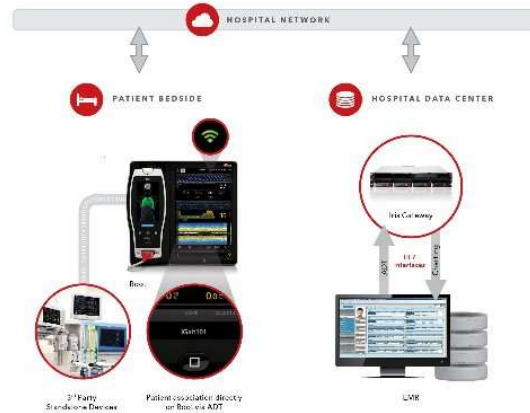 HOSPITAL NETWORK
PATIENT BEDSIDE
HOSPITAL DATA CENTER
Iris Gateway
Root
ADT
HL7
Interfaces
Charting
3rd Party
Standalone Devices
Patient association directly
on Root via ADT
EMR